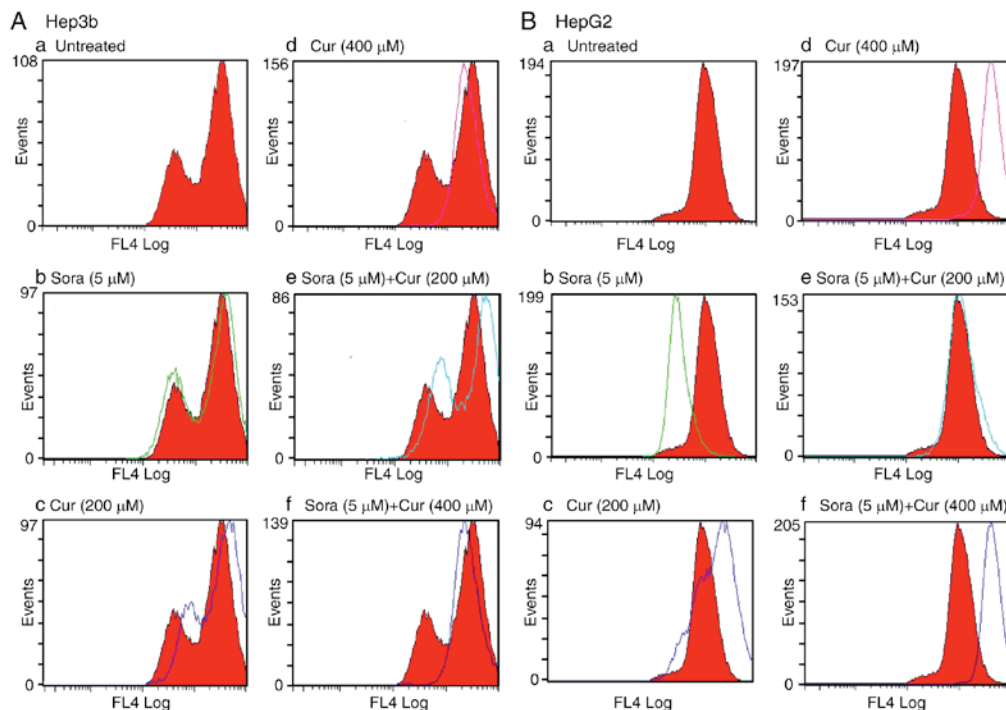 A Hep3b
a Untreated
108
Events
0
FL4 Log
d Cur (400 µM)
156
Events
0
FL4 Log
b Sora (5 µM)
97
Events
0
FL4 Log
e Sora (5 µM)+Cur (200 µM)
86
Events
0
FL4 Log
c Cur (200 µM)
97
Events
0
FL4 Log
f Sora (5 µM)+Cur (400 µM)
139
Events
0
FL4 Log
B HepG2
a Untreated
194
Events
0
FL4 Log
d Cur (400 µM)
197
Events
0
FL4 Log
b Sora (5 µM)
199
Events
0
FL4 Log
e Sora (5 µM)+Cur (200 µM)
153
Events
0
FL4 Log
c Cur (200 µM)
94
Events
0
FL4 Log
f Sora (5 µM)+Cur (400 µM)
205
Events
0
FL4 Log